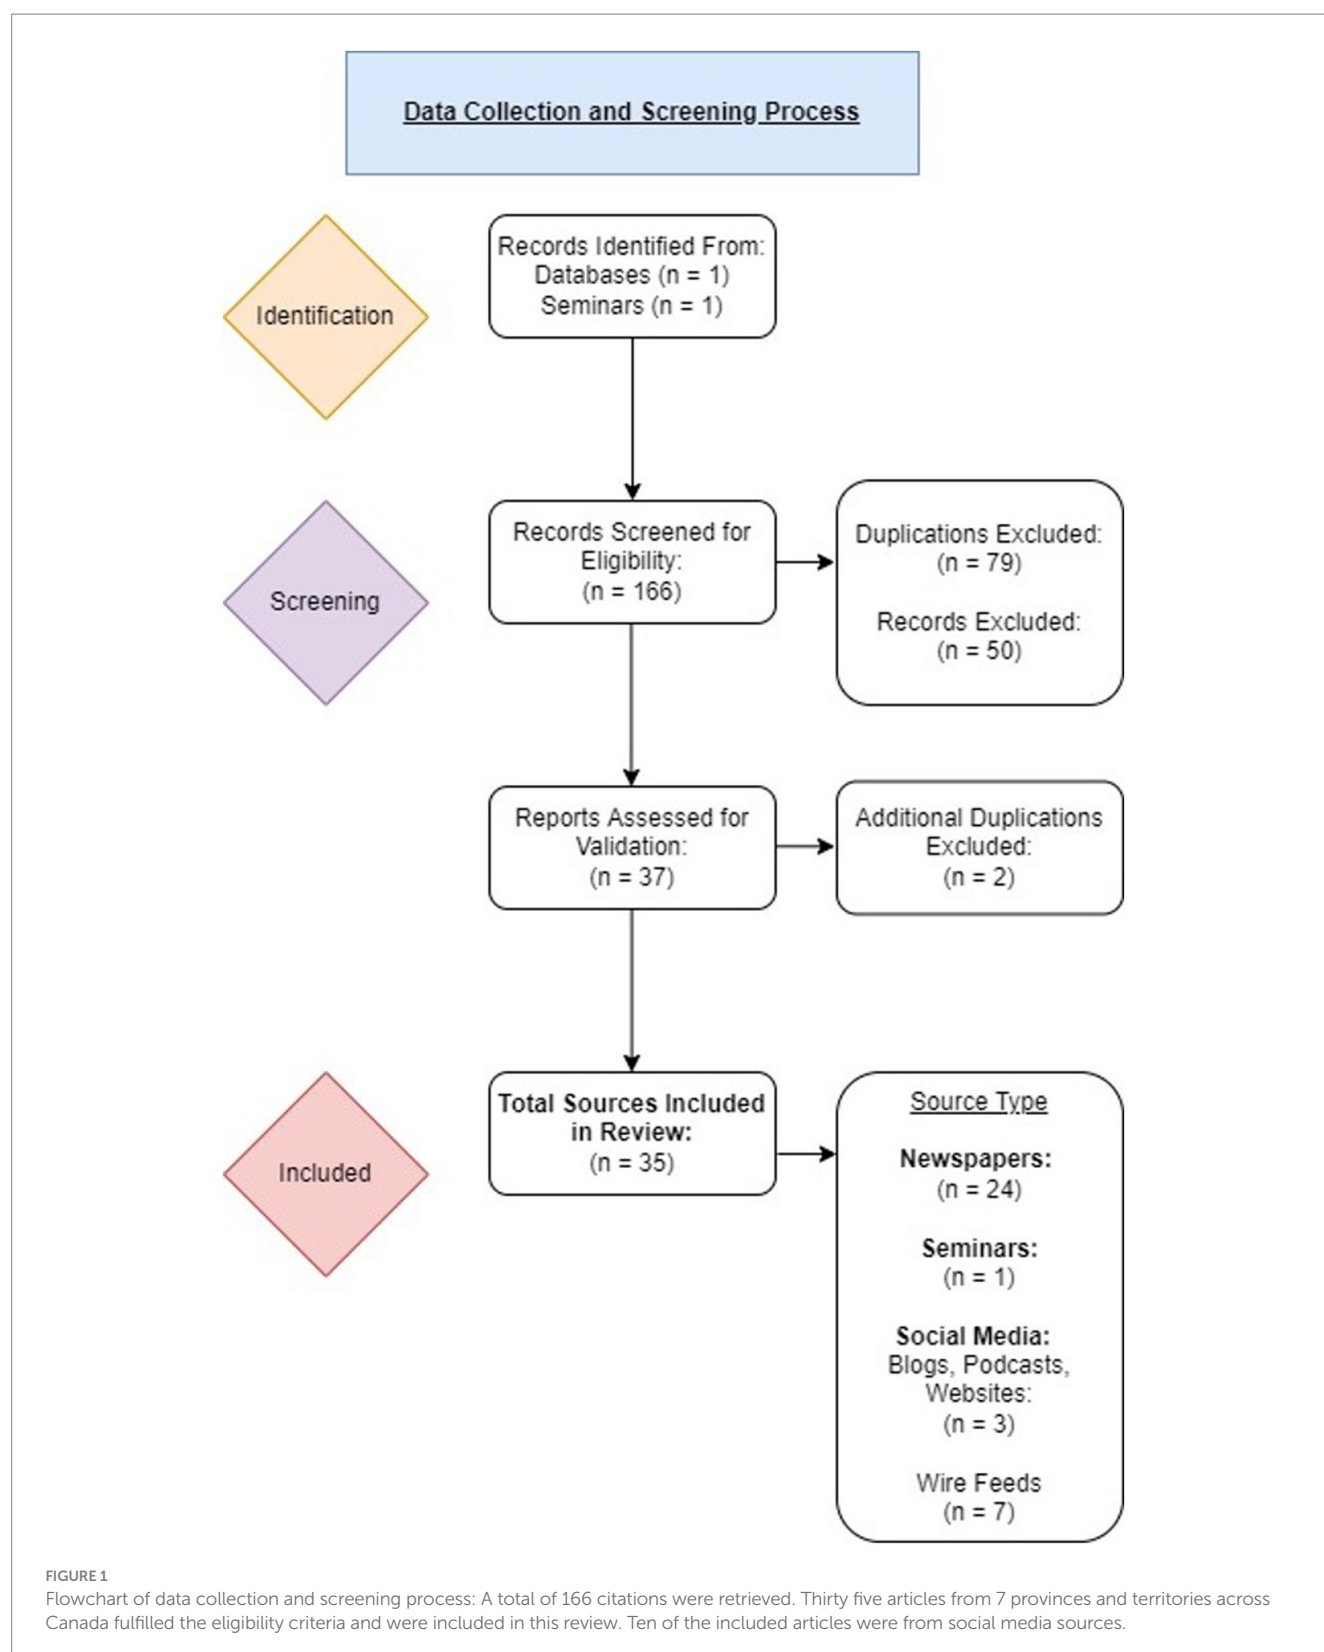 Data Collection and Screening Process
Identification
Records Identified From:
Databases (n = 1)
Seminars (n = 1)
Screening
Records Screened for
Eligibility:
(n = 166)
Duplications Excluded:
(n = 79)
Records Excluded:
(n = 50)
Reports Assessed for
Validation:
(n = 37)
Additional Duplications
Excluded:
(n = 2)
Included
Total Sources Included
in Review:
(n = 35)
Source Type
Newspapers:
(n = 24)
Seminars:
(n = 1)
Social Media:
Blogs, Podcasts,
Websites:
(n = 3)
Wire Feeds
(n = 7)
FIGURE 1
Flowchart of data collection and screening process: A total of 166 citations were retrieved. Thirty five articles from 7 provinces and territories across
Canada fulfilled the eligibility criteria and were included in this review. Ten of the included articles were from social media sources.